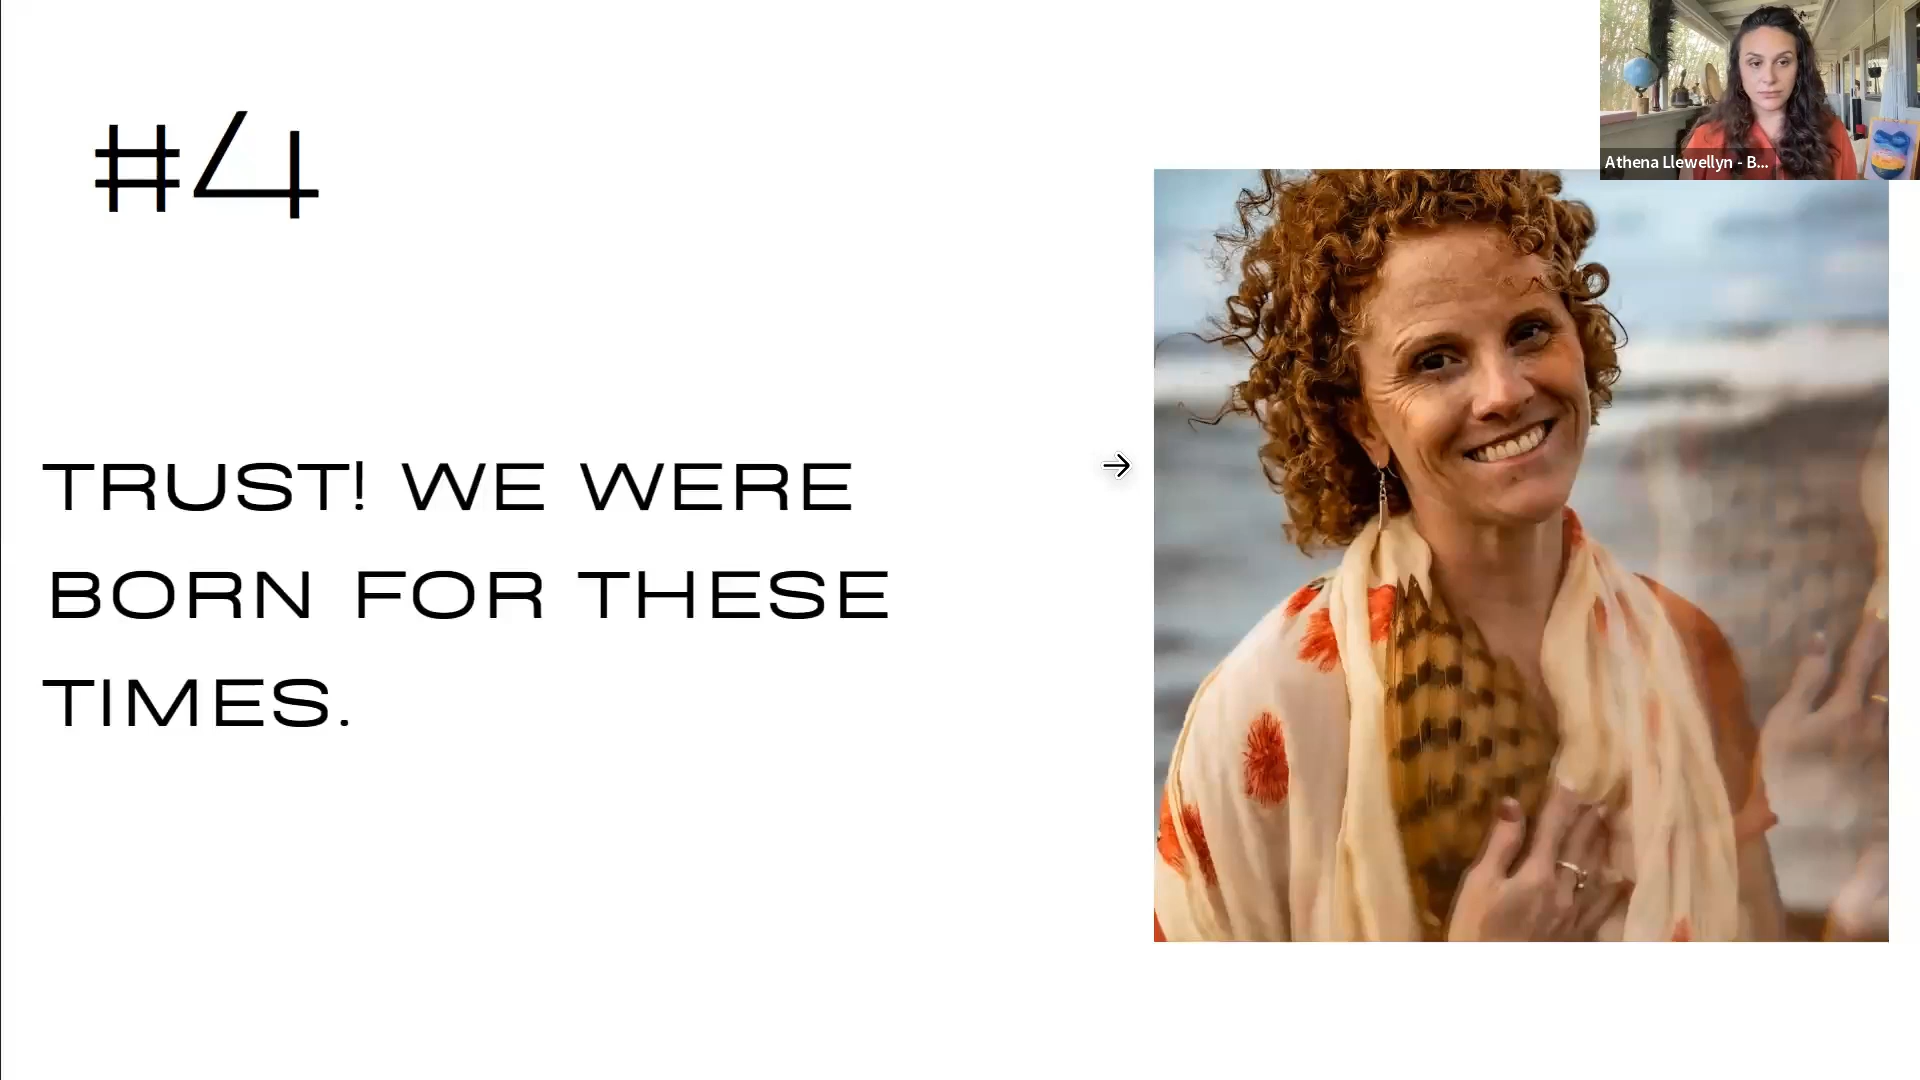 #4
TRUST! WE WERE
BORN FOR THESE
TIMES.
Athena Llewellyn - B...